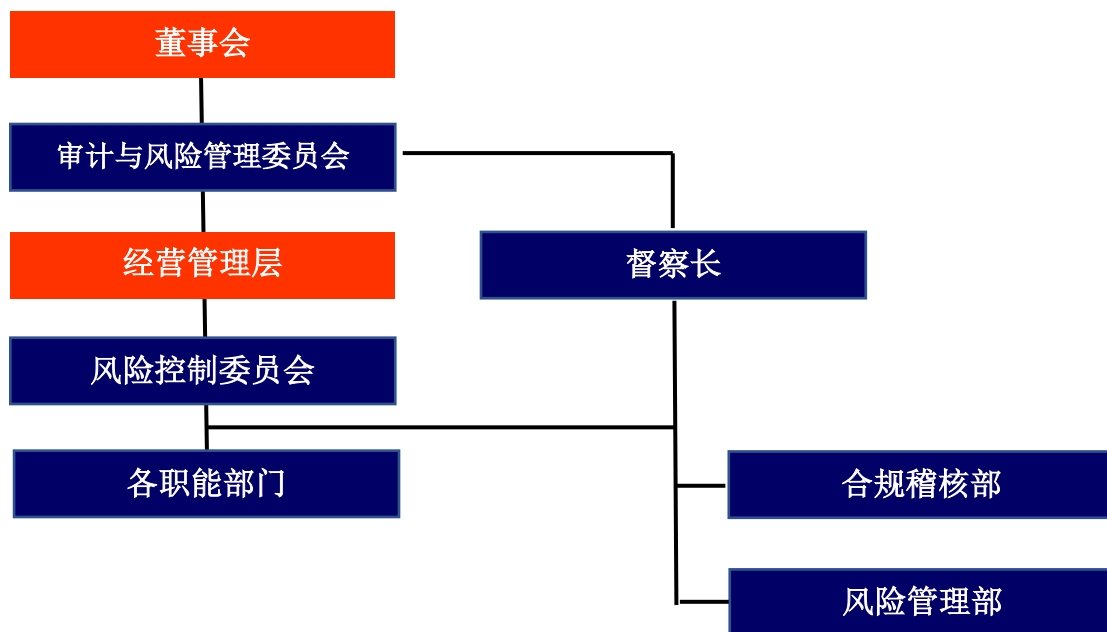 董事会
审计与风险管理委员会
经营管理层
督察长
风险控制委员会
各职能部门
合规稽核部
风险管理部